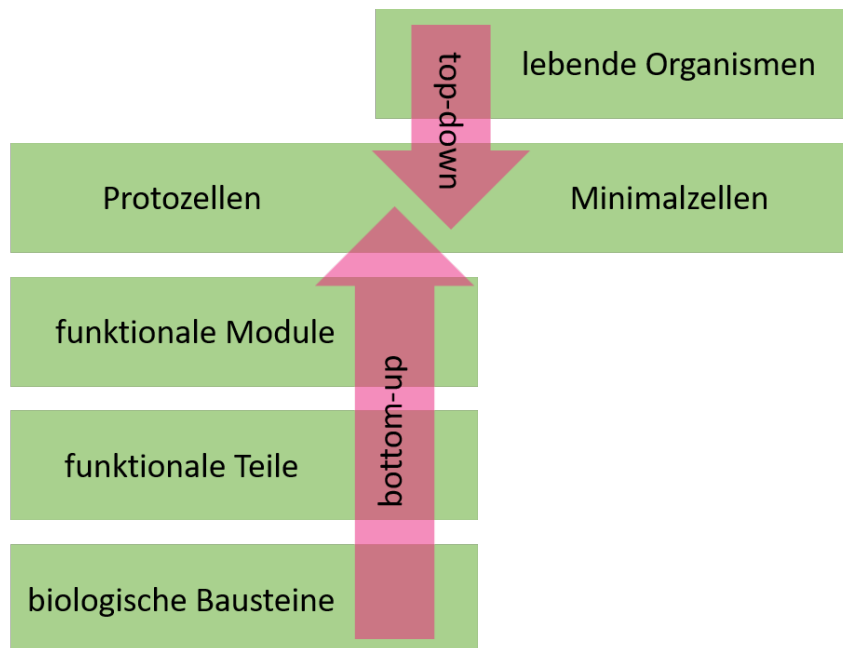 lebende Organismen
top-down
Protozellen
Minimalzellen
funktionale Module
bottom-up
funktionale Teile
biologische Bausteine